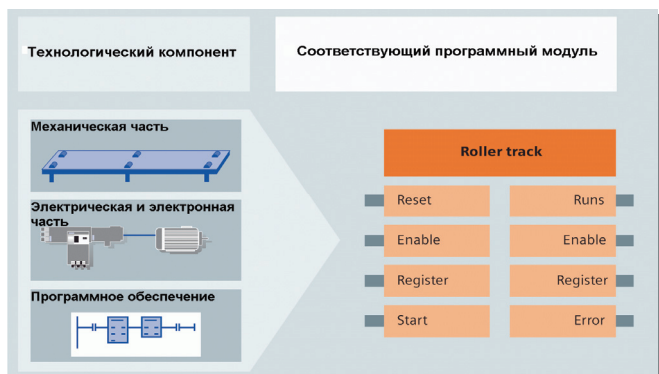 Технологический компонент
Соответствующий программный модуль
Механическая часть
Электрическая и электронная
часть
Программное обеспечение
Roller track
Reset
Runs
Enable
Enable
Register
Register
Start
Error